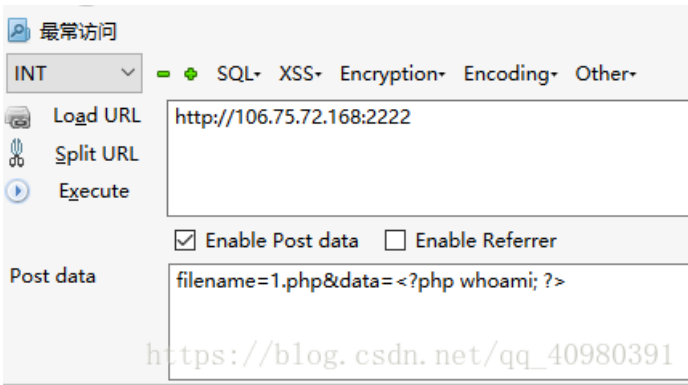 最常访问
INT SQL XSS Encryption Encoding Other
Load URL
http://106.75.72.168:2222
Split URL
Execute
Enable Post data Enable Referrer
Post data
filename=1.php&data=<?php whoami; ?>
https://blog.csdn.net/qq_40980391